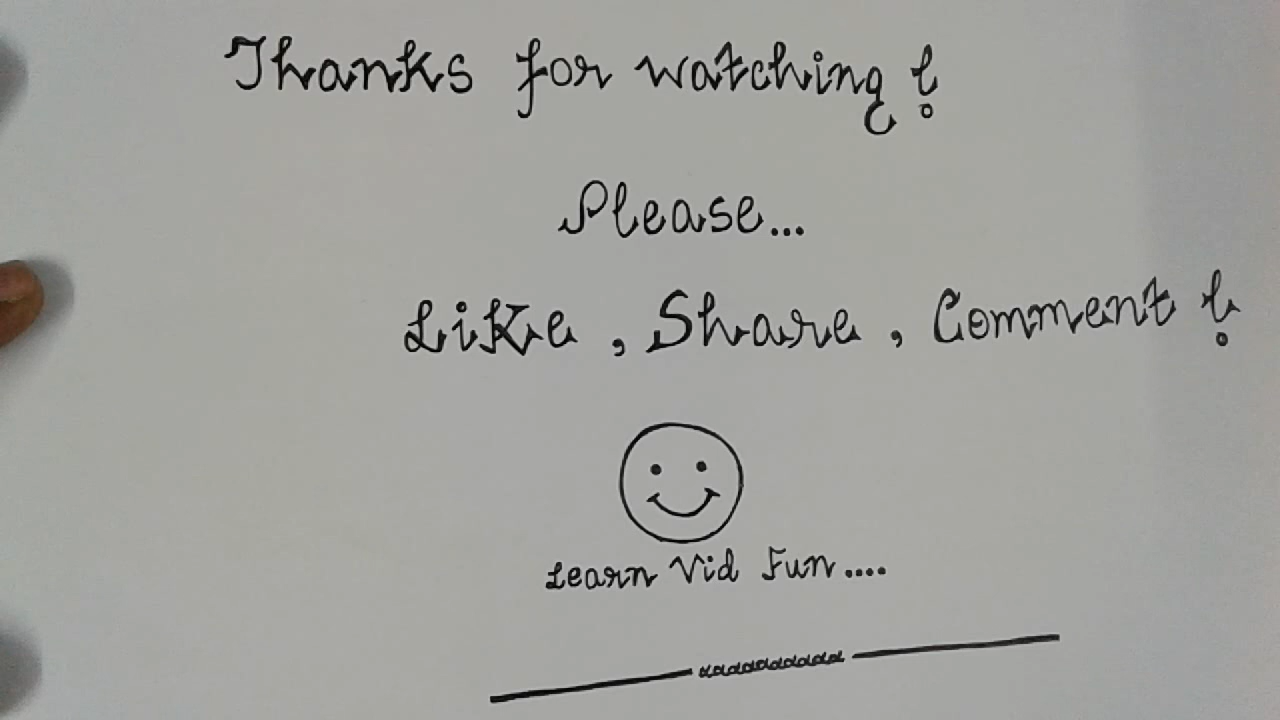 Thanks for watching !
Please...
Like , Share , Comment !
Learn Vid Fun....